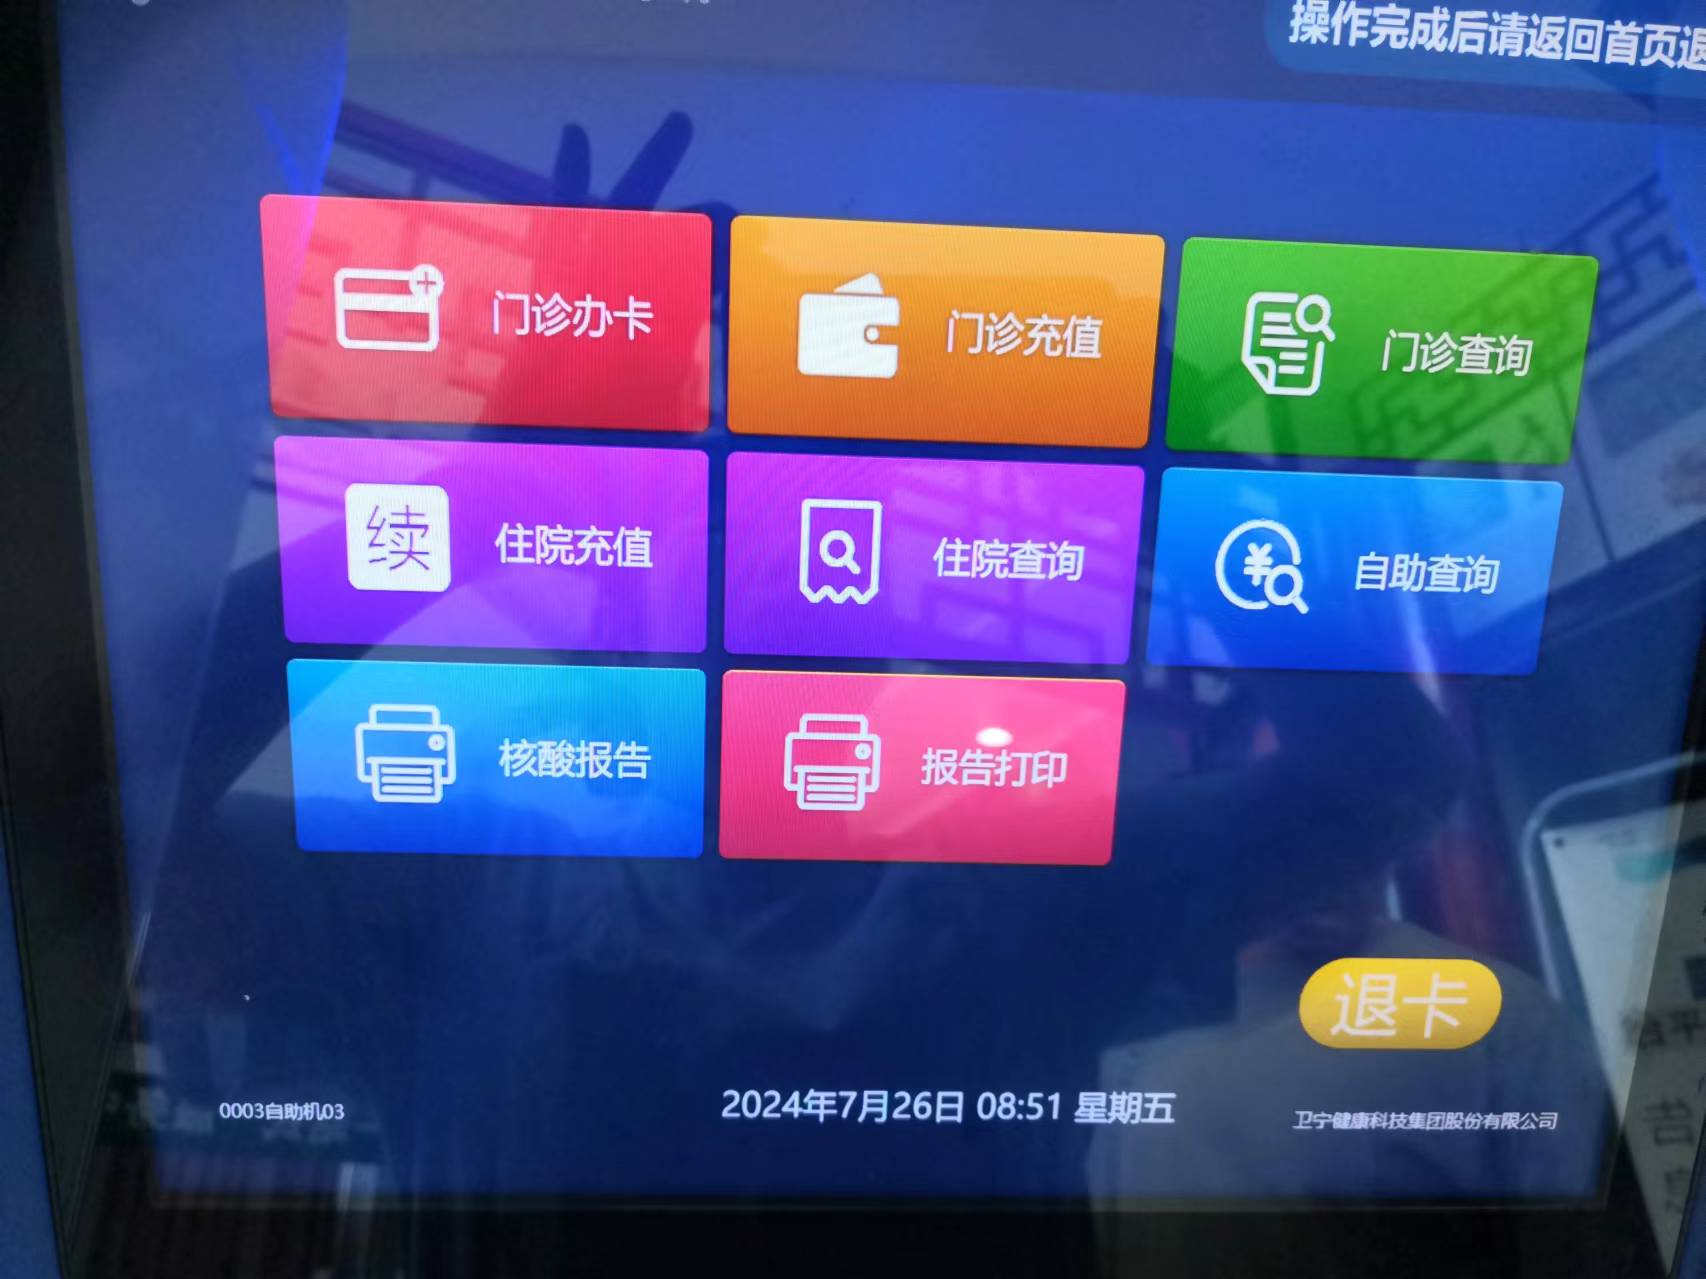 操作完成后请返回首页退
门诊办卡
门诊充值
门诊查询
续
住院充值
住院查询
自助查询
核酸报告
报告打印
退卡
0003自助机03
2024年7月26日 08:51 星期五
卫宁健康科技集团股份有限公司